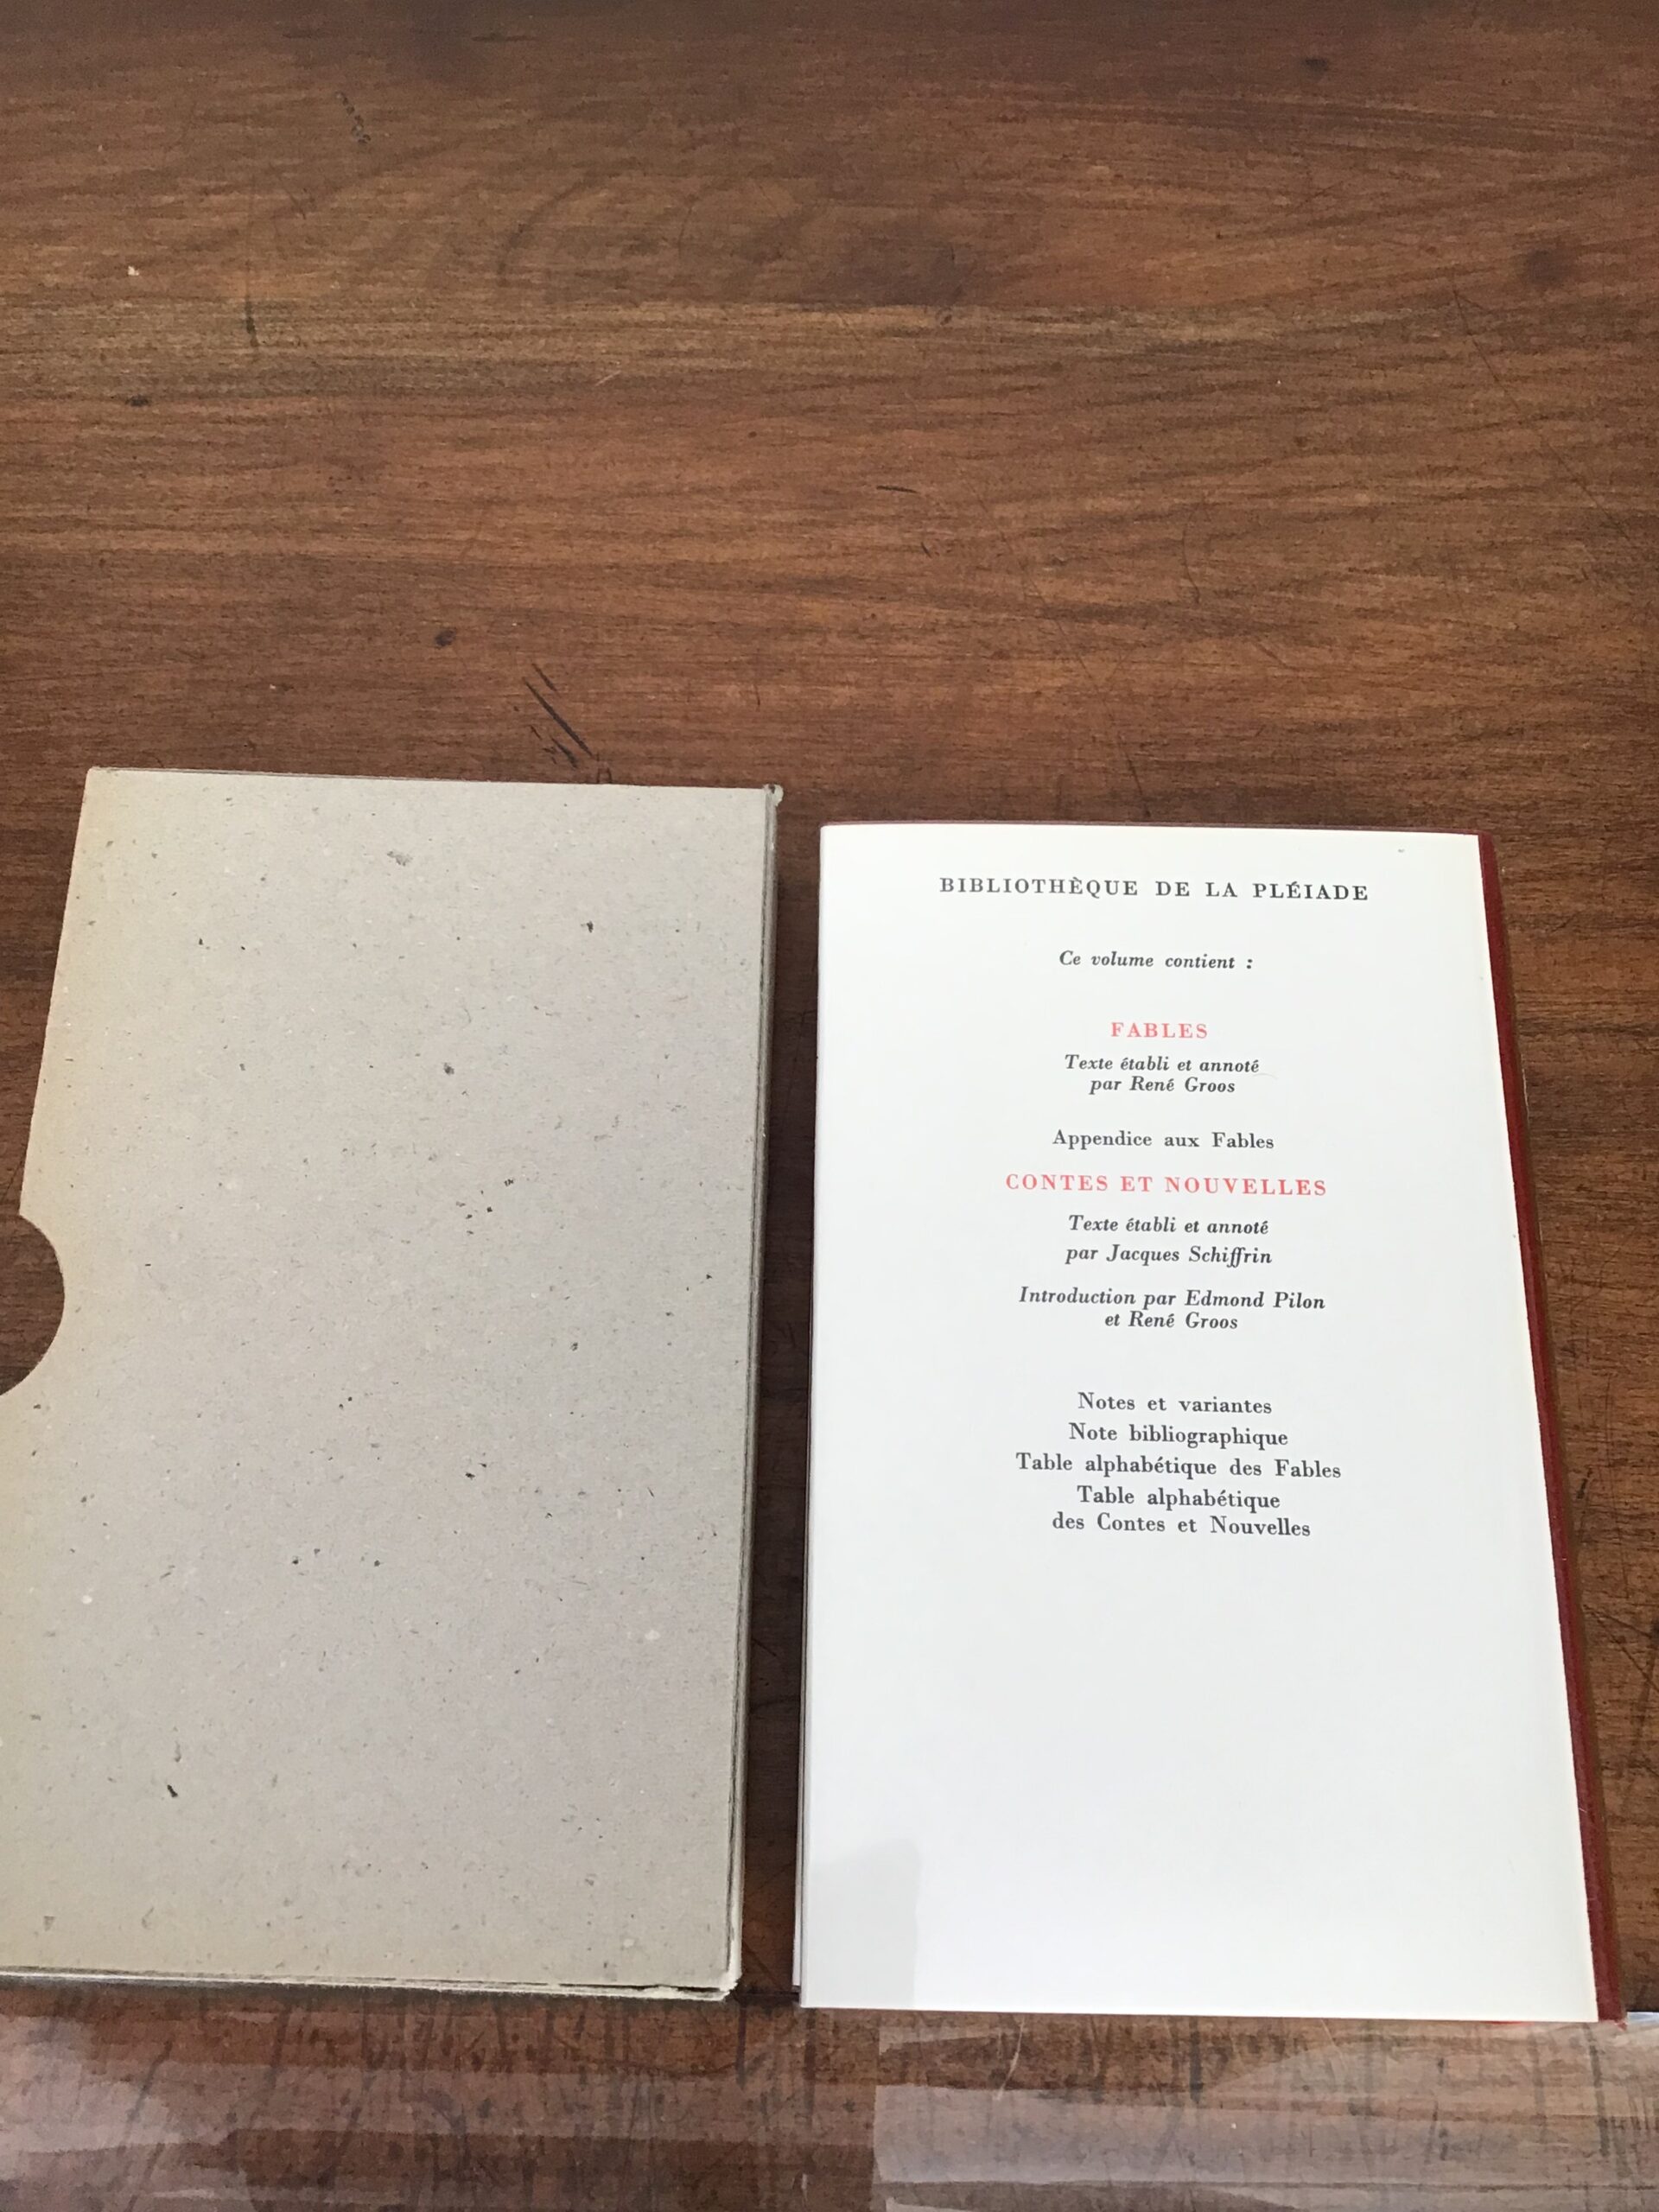 BIBLIOTHÈQUE DE LA PLÉIADE
Ce volume contient :
FABLES
Texte établi et annoté
par René Groos
Appendice aux Fables
CONTES ET NOUVELLES
Texte établi et annoté
par Jacques Schiffrin
Introduction par Edmond Pilon
et René Groos
Notes et variantes
Note bibliographique
Table alphabétique des Fables
Table alphabétique
des Contes et Nouvelles